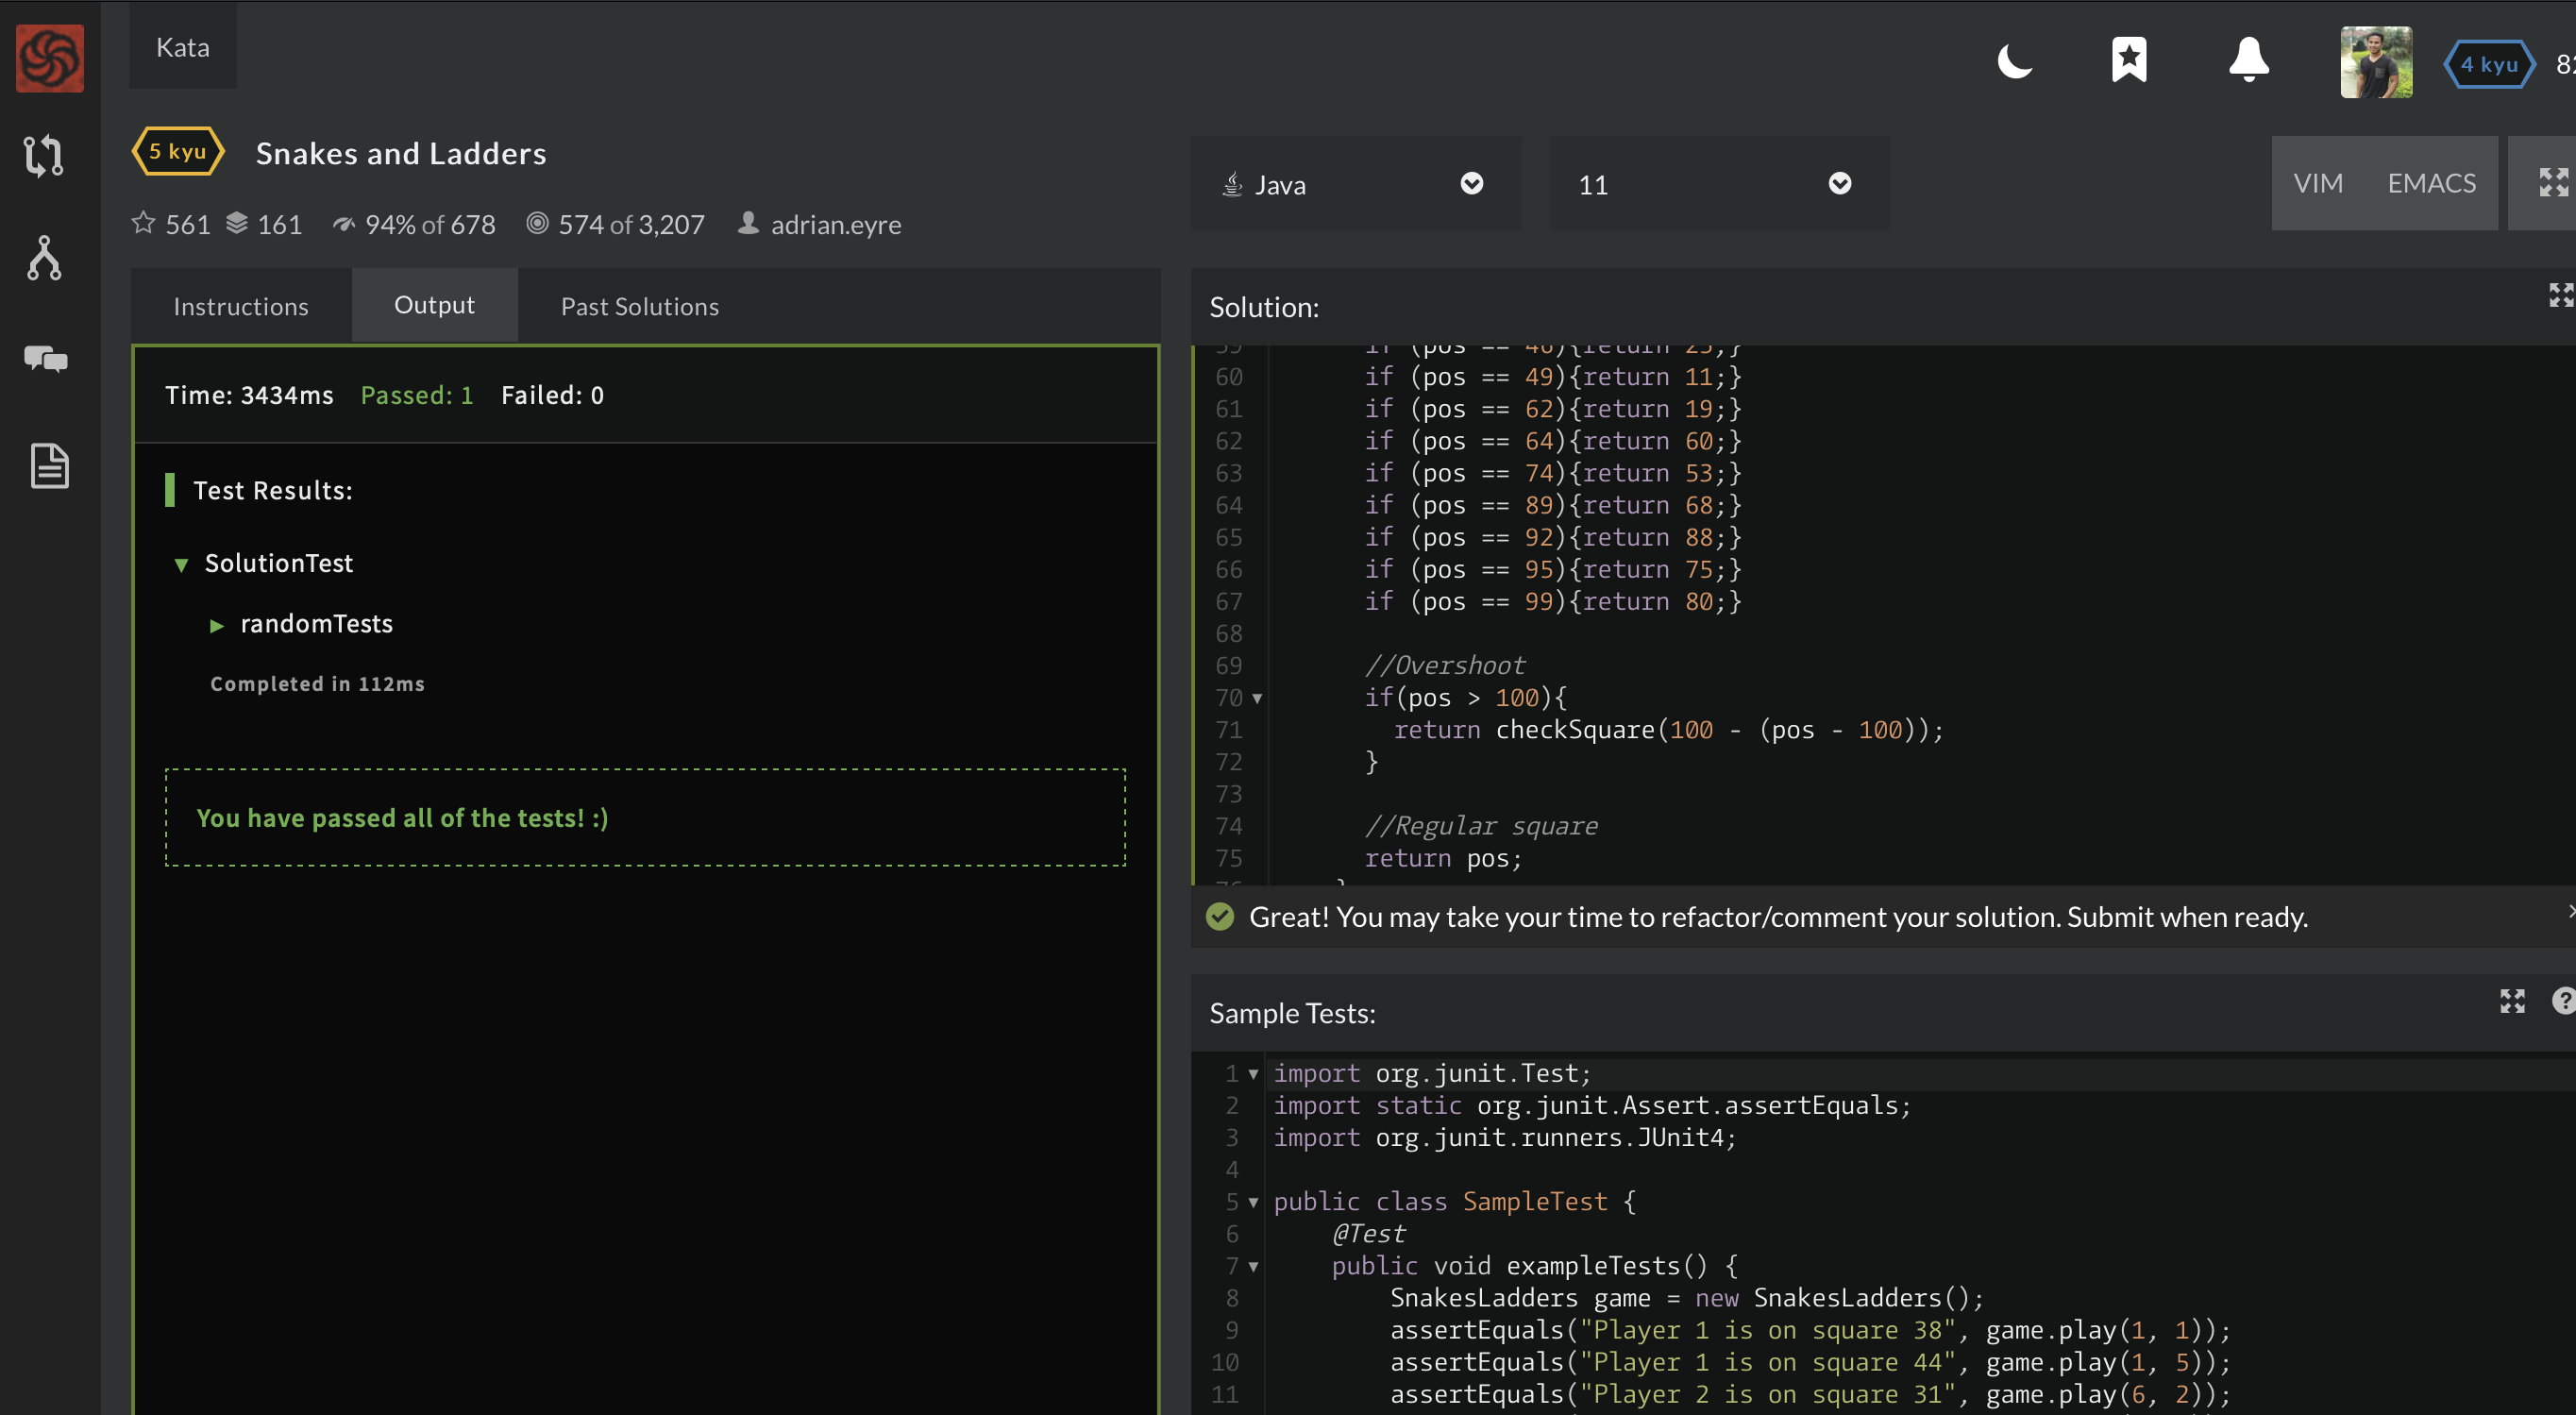 Kata
4 kyu
5 kyu Snakes and Ladders
561 161 94% of 678 574 of 3,207 adrian.eyre
Java
11
VIM EMACS
Instructions Output Past Solutions
Time: 3434ms Passed: 1 Failed: 0
Test Results:
▼ SolutionTest
▶ randomTests
Completed in 112ms
You have passed all of the tests! :)
Solution:
59 if (pos == 46){return 25;}
60 if (pos == 49){return 11;}
61 if (pos == 62){return 19;}
62 if (pos == 64){return 60;}
63 if (pos == 74){return 53;}
64 if (pos == 89){return 68;}
65 if (pos == 92){return 88;}
66 if (pos == 95){return 75;}
67 if (pos == 99){return 80;}
68
69 //Overshoot
70 ▼ if(pos > 100){
71 return checkSquare(100 - (pos - 100));
72 }
73
74 //Regular square
75 return pos;
Great! You may take your time to refactor/comment your solution. Submit when ready.
Sample Tests:
1 ▼ import org.junit.Test;
2 import static org.junit.Assert.assertEquals;
3 import org.junit.runners.JUnit4;
4
5 ▼ public class SampleTest {
6 @Test
7 ▼ public void exampleTests() {
8 SnakesLadders game = new SnakesLadders();
9 assertEquals("Player 1 is on square 38", game.play(1, 1));
10 assertEquals("Player 1 is on square 44", game.play(1, 5));
11 assertEquals("Player 2 is on square 31", game.play(6, 2));